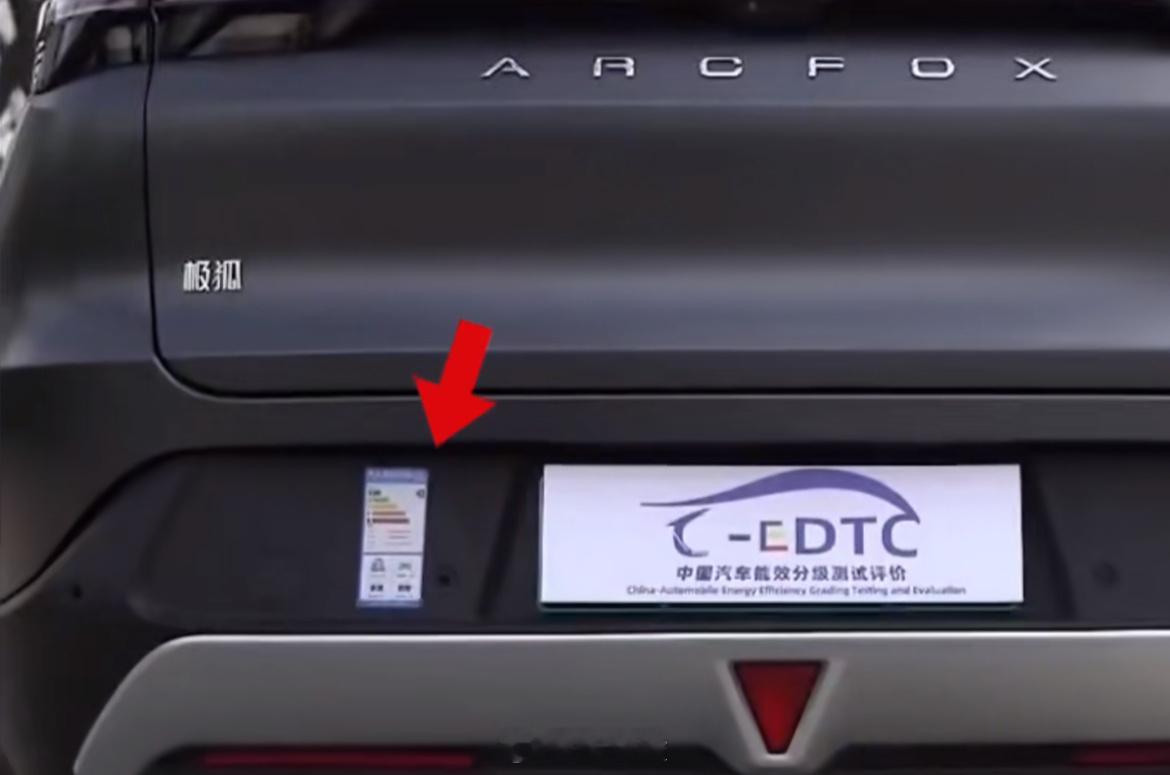 ARCFOX
极狐
C-EDTC
中国汽车能效分级测试评价
China-Automobile Energy Efficiency Grading Testing and Evaluation